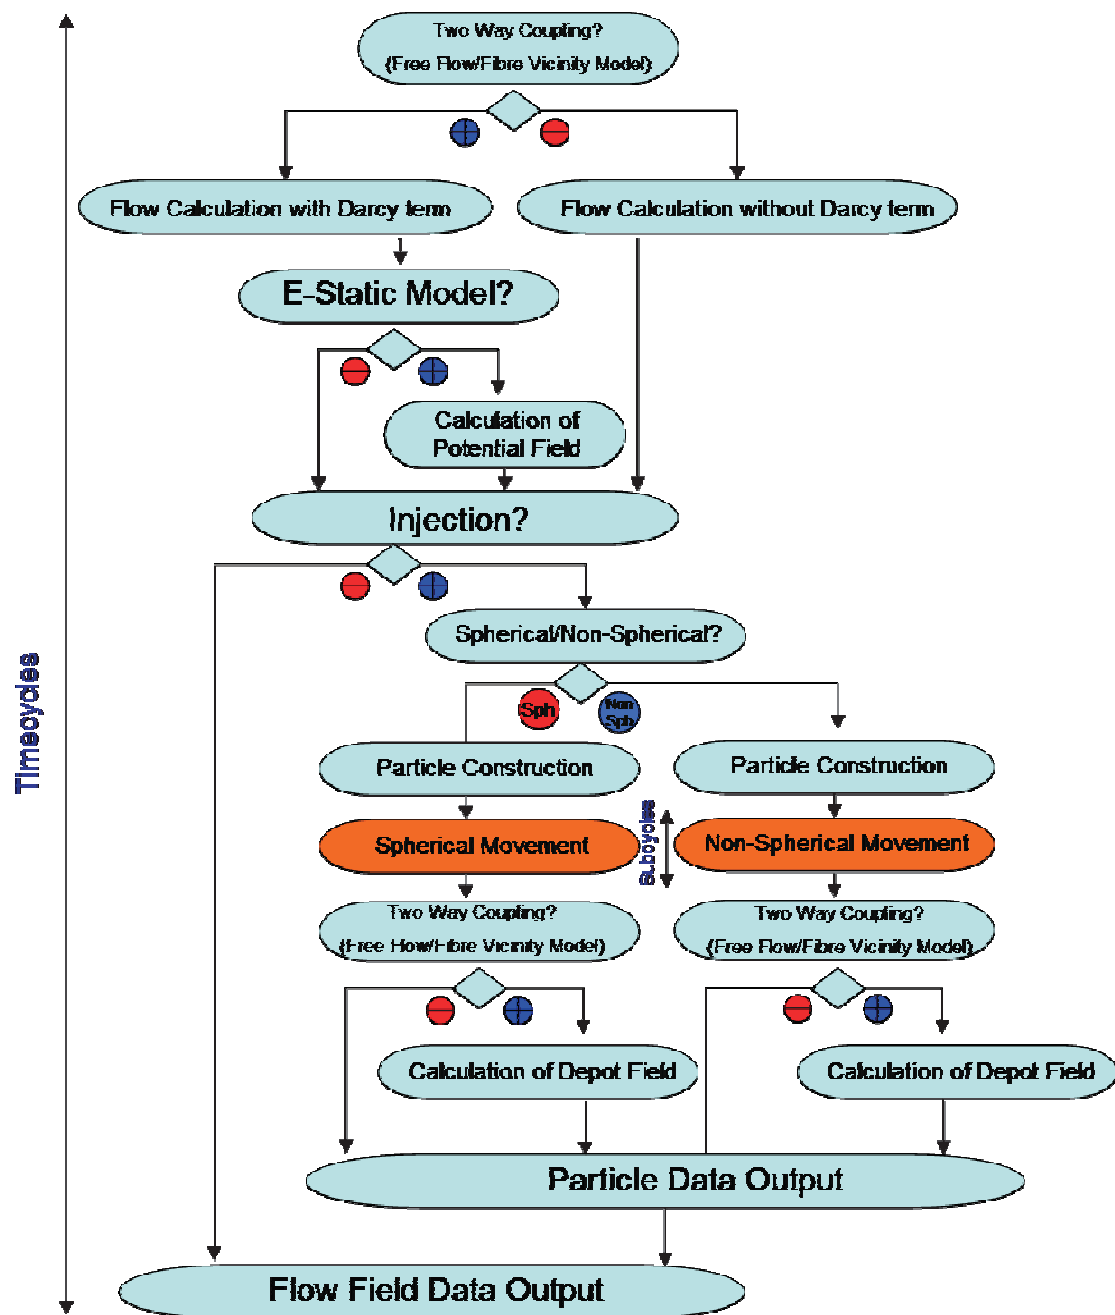 Two Way Coupling?
(Free Flow/Fibre Vicinity Model)
Flow Calculation with Darcy term
Flow Calculation without Darcy term
E-Static Model?
Calculation of
Potential Field
Injection?
Spherical/Non-Spherical?
Sph
Non
Sph
Particle Construction
Particle Construction
Spherical Movement
Subcycles
Non-Spherical Movement
Two Way Coupling?
(Free Flow/Fibre Vicinity Model)
Two Way Coupling?
(Free Flow/Fibre Vicinity Model)
Calculation of Depot Field
Calculation of Depot Field
Particle Data Output
Flow Field Data Output
Timecycles